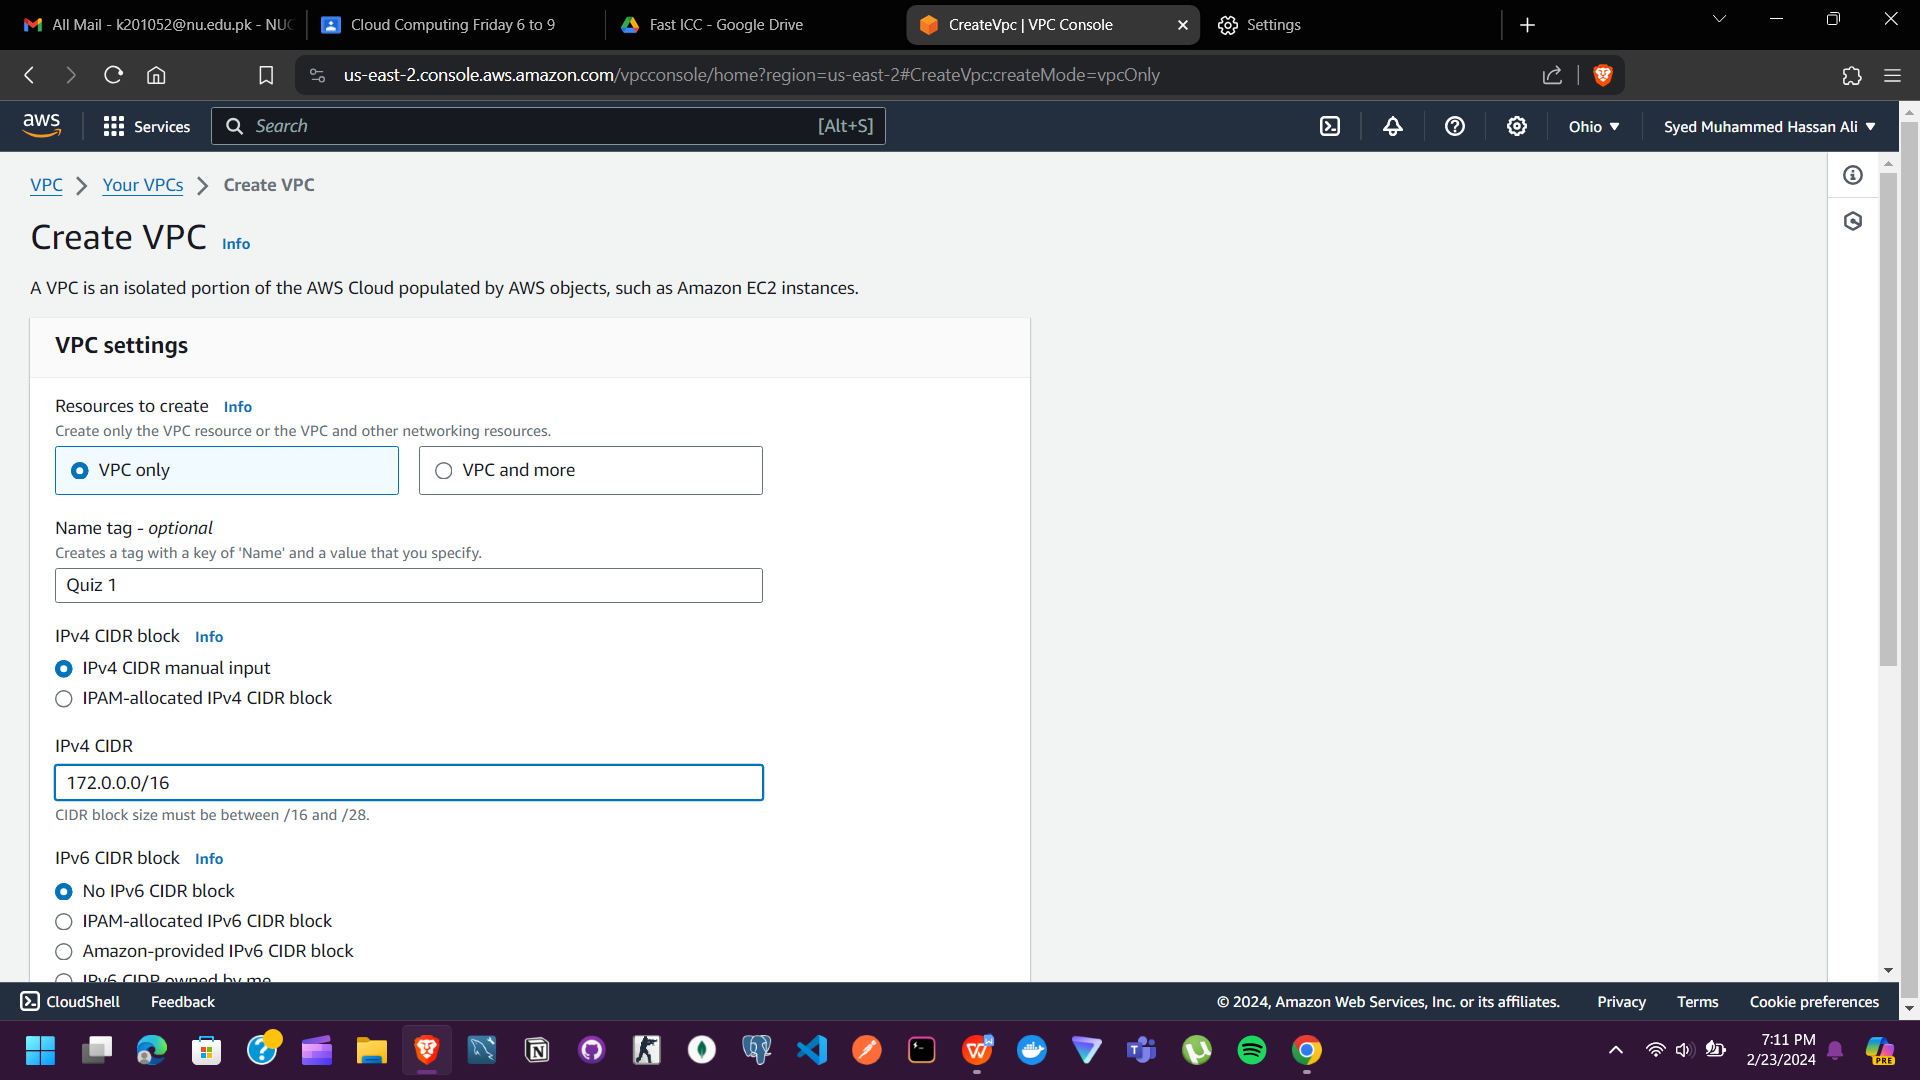 All Mail - k201052@nu.edu.pk - NUC
Cloud Computing Friday 6 to 9
Fast ICC - Google Drive
CreateVpc | VPC Console
Settings
us-east-2.console.aws.amazon.com/vpcconsole/home?region=us-east-2#CreateVpc:createMode=vpcOnly
aws
Services
Search
[Alt+S]
Ohio
Syed Muhammed Hassan Ali
VPC
Your VPCs
Create VPC
Create VPC
Info
A VPC is an isolated portion of the AWS Cloud populated by AWS objects, such as Amazon EC2 instances.
VPC settings
Resources to create Info
Create only the VPC resource or the VPC and other networking resources.
VPC only
VPC and more
Name tag - optional
Creates a tag with a key of 'Name' and a value that you specify.
Quiz 1
IPv4 CIDR block Info
IPv4 CIDR manual input
IPAM-allocated IPv4 CIDR block
IPv4 CIDR
172.0.0.0/16
CIDR block size must be between /16 and /28.
IPv6 CIDR block Info
No IPv6 CIDR block
IPAM-allocated IPv6 CIDR block
Amazon-provided IPv6 CIDR block
IPv6 CIDR owned by me
CloudShell
Feedback
© 2024, Amazon Web Services, Inc. or its affiliates.
Privacy
Terms
Cookie preferences
7:11 PM
2/23/2024
PRE